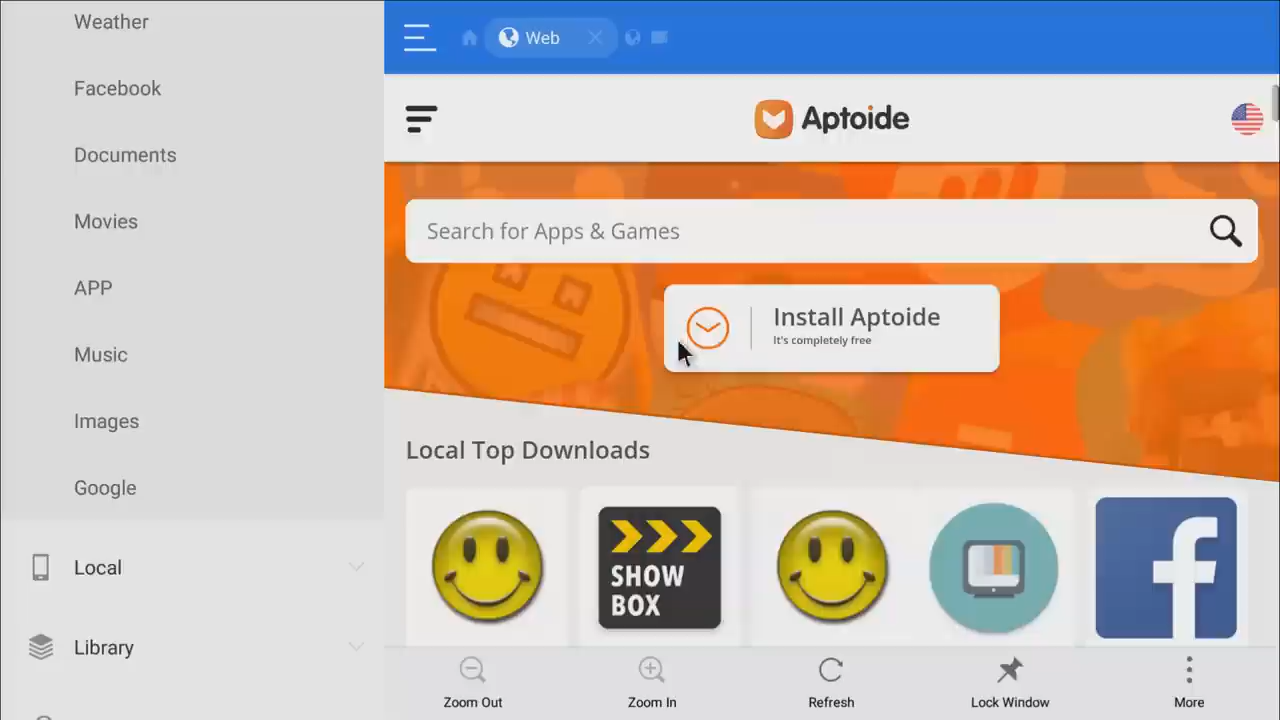 Weather
Facebook
Documents
Movies
APP
Music
Images
Google
Local
Library
Web
Aptoide
Search for Apps & Games
Install Aptoide
It's completely free
Local Top Downloads
SHOW
BOX
Zoom Out
Zoom In
Refresh
Lock Window
More